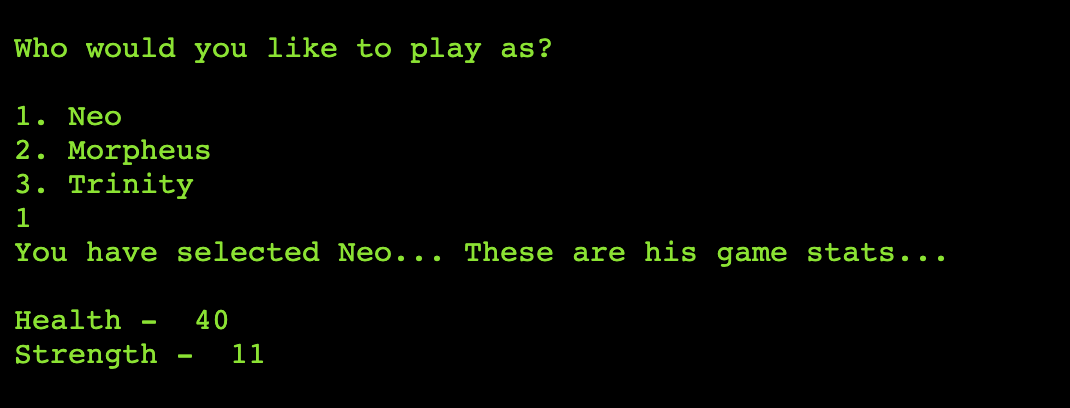 Who would you like to play as?
1. Neo
2. Morpheus
3. Trinity
1
You have selected Neo... These are his game stats...
Health -  40
Strength -  11